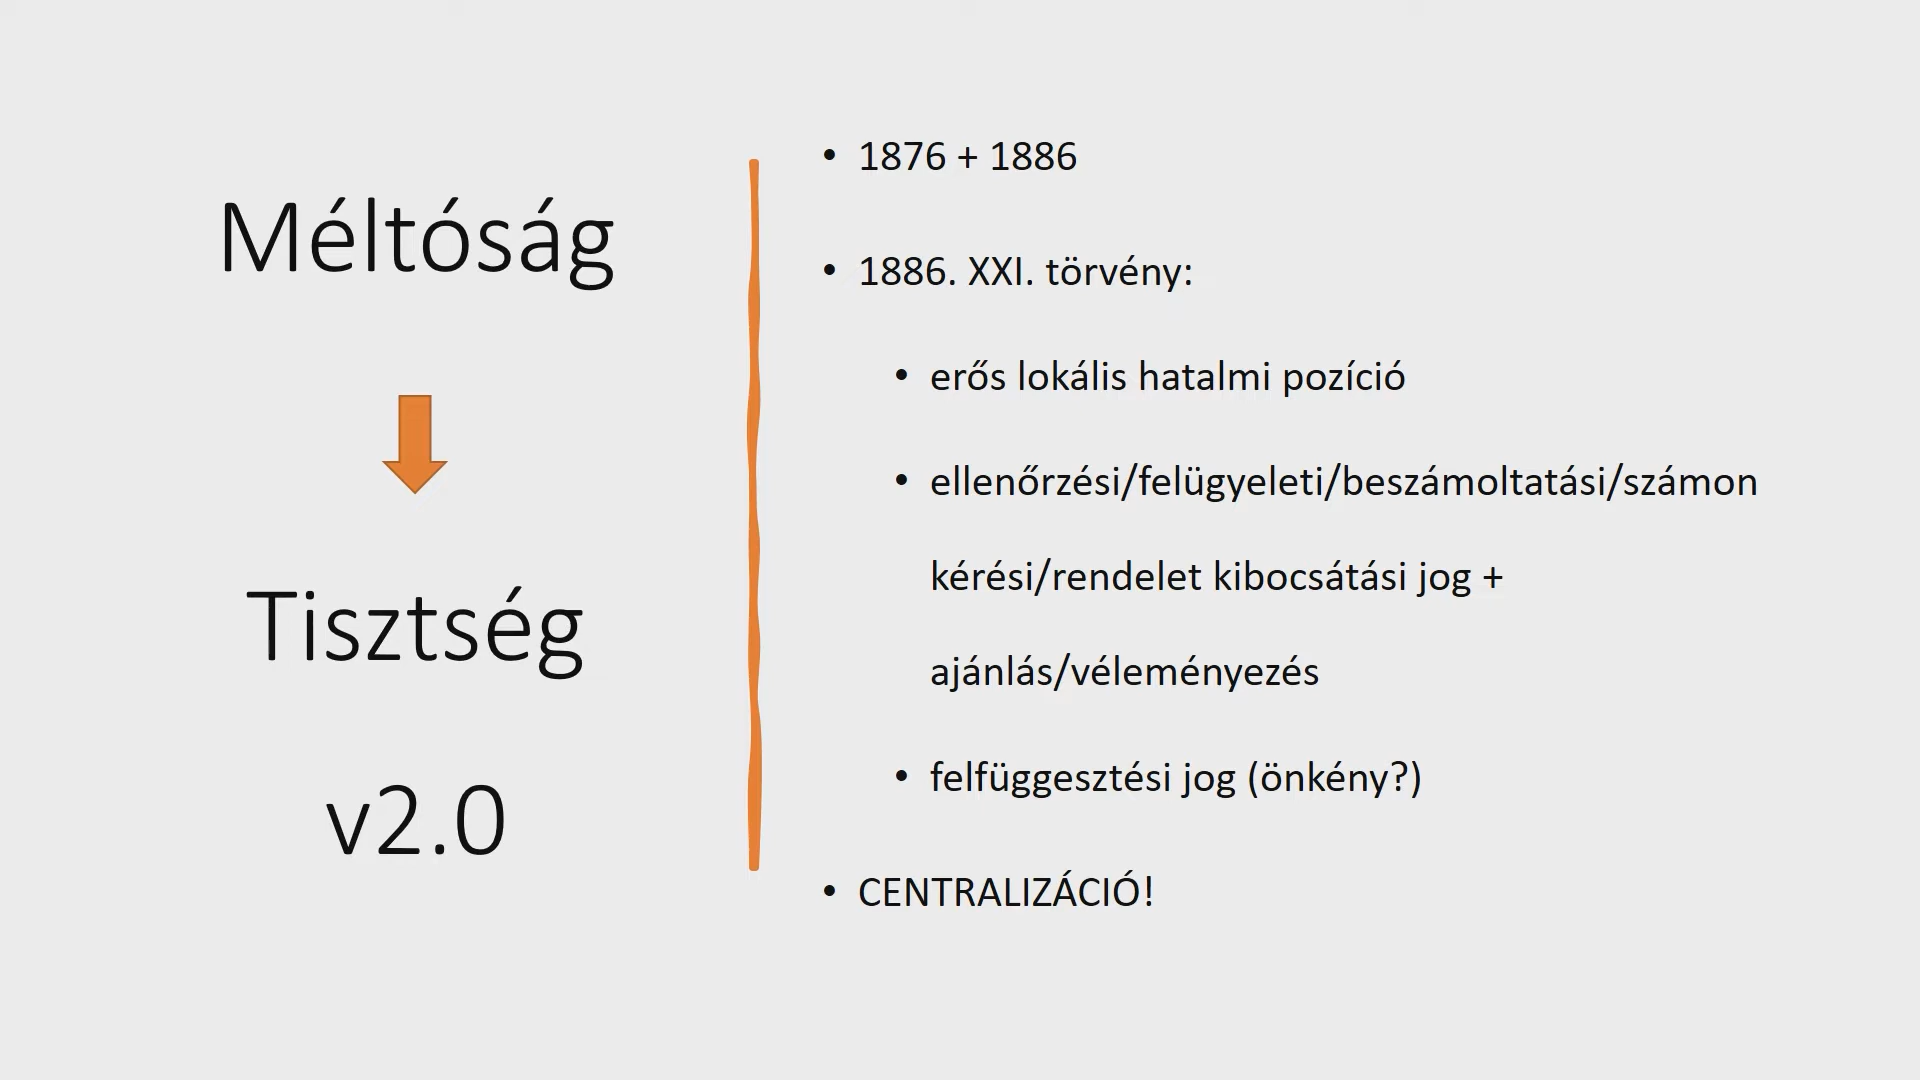 Méltóság
Tisztség
v2.0
• 1876 + 1886
• 1886. XXI. törvény:
• erős lokális hatalmi pozíció
• ellenőrzési/felügyeleti/beszámoltatási/számon
kérési/rendelet kibocsátási jog +
ajánlás/véleményezés
• felfüggesztési jog (önkény?)
• CENTRALIZÁCIÓ!